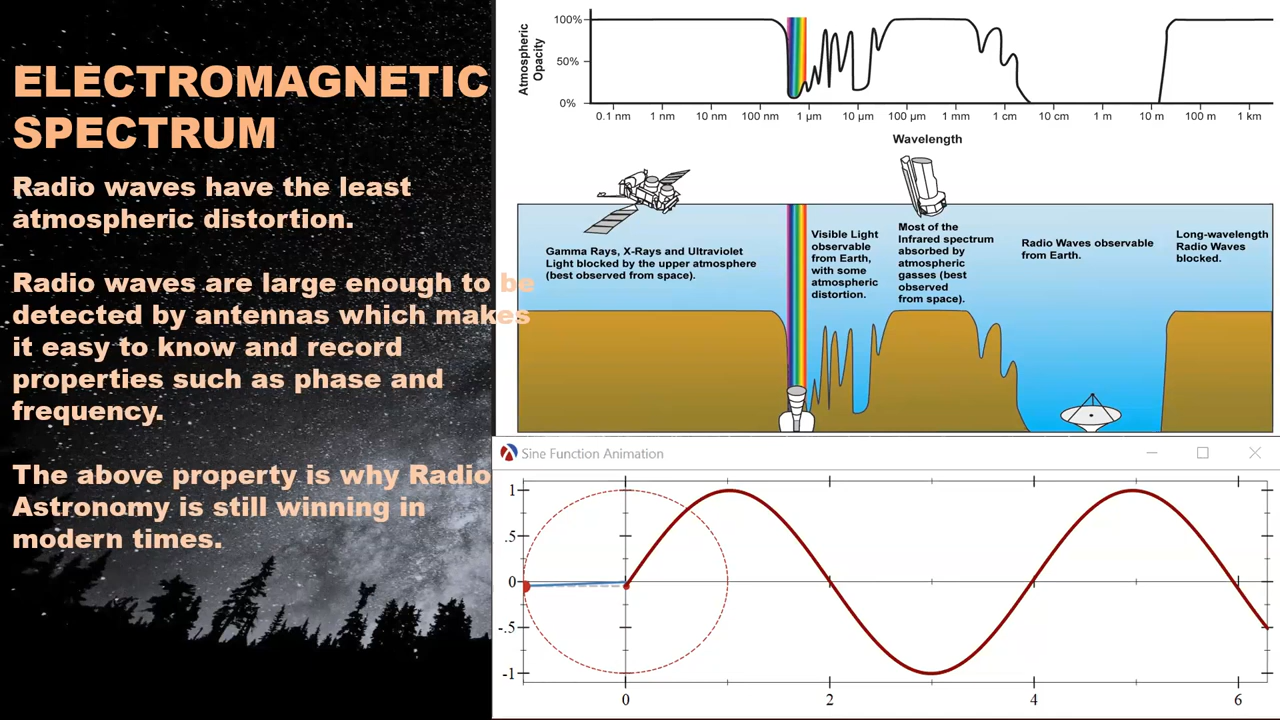 ELECTROMAGNETIC
SPECTRUM
Radio waves have the least
atmospheric distortion.
Radio waves are large enough to be
detected by antennas which makes
it easy to know and record
properties such as phase and
frequency.
The above property is why Radio
Astronomy is still winning in
modern times.
Atmospheric
Opacity
100%
50%
0%
0.1 nm 1 nm 10 nm 100 nm 1 µm 10 µm 100 µm 1 mm 1 cm 10 cm 1 m 10 m 100 m 1 km
Wavelength
Gamma Rays, X-Rays and Ultraviolet
Light blocked by the upper atmosphere
(best observed from space).
Visible Light
observable
from Earth,
with some
atmospheric
distortion.
Most of the
Infrared spectrum
absorbed by
atmospheric
gasses (best
observed
from space).
Radio Waves observable
from Earth.
Long-wavelength
Radio Waves
blocked.
Sine Function Animation
1
.5
0
-.5
-1
0 2 4 6